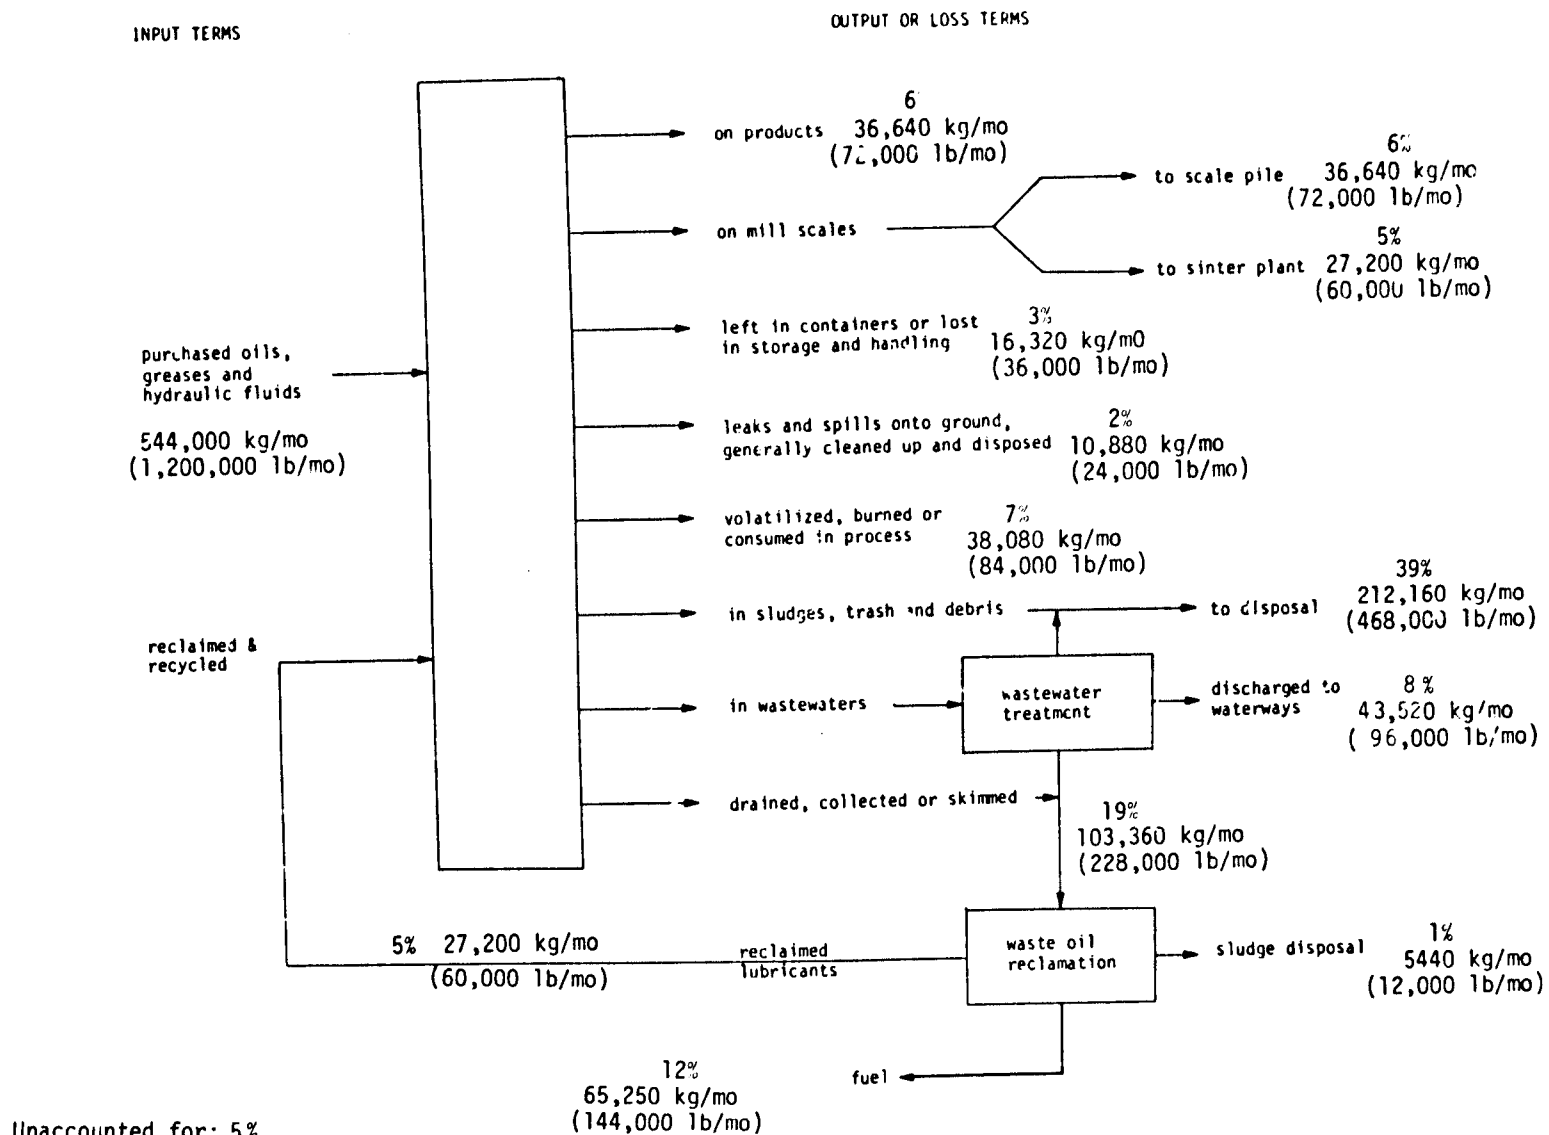 INPUT TERMS
OUTPUT OR LOSS TERMS
6
on products 36,640 kg/mo
(72,000 lb/mo)
6%
to scale pile 36,640 kg/mo
(72,000 lb/mo)
on mill scales
5%
to sinter plant 27,200 kg/mo
(60,000 lb/mo)
left in containers or lost
in storage and handling
3%
16,320 kg/mO
(36,000 lb/mo)
purchased oils,
greases and
hydraulic fluids
544,000 kg/mo
(1,200,000 lb/mo)
leaks and spills onto ground,
generally cleaned up and disposed
2%
10,880 kg/mo
(24,000 lb/mo)
volatilized, burned or
consumed in process
7%
38,080 kg/mo
(84,000 lb/mo)
in sludges, trash and debris
to disposal
39%
212,160 kg/mo
(468,000 lb/mo)
reclaimed &
recycled
in wastewaters
wastewater
treatment
discharged to
waterways
8%
43,520 kg/mo
( 96,000 lb/mo)
drained, collected or skimmed
19%
103,360 kg/mo
(228,000 lb/mo)
5% 27,200 kg/mo
(60,000 lb/mo)
reclaimed
lubricants
waste oil
reclamation
sludge disposal
1%
5440 kg/mo
(12,000 lb/mo)
fuel
12%
65,250 kg/mo
(144,000 lb/mo)
Unaccounted for: 5%